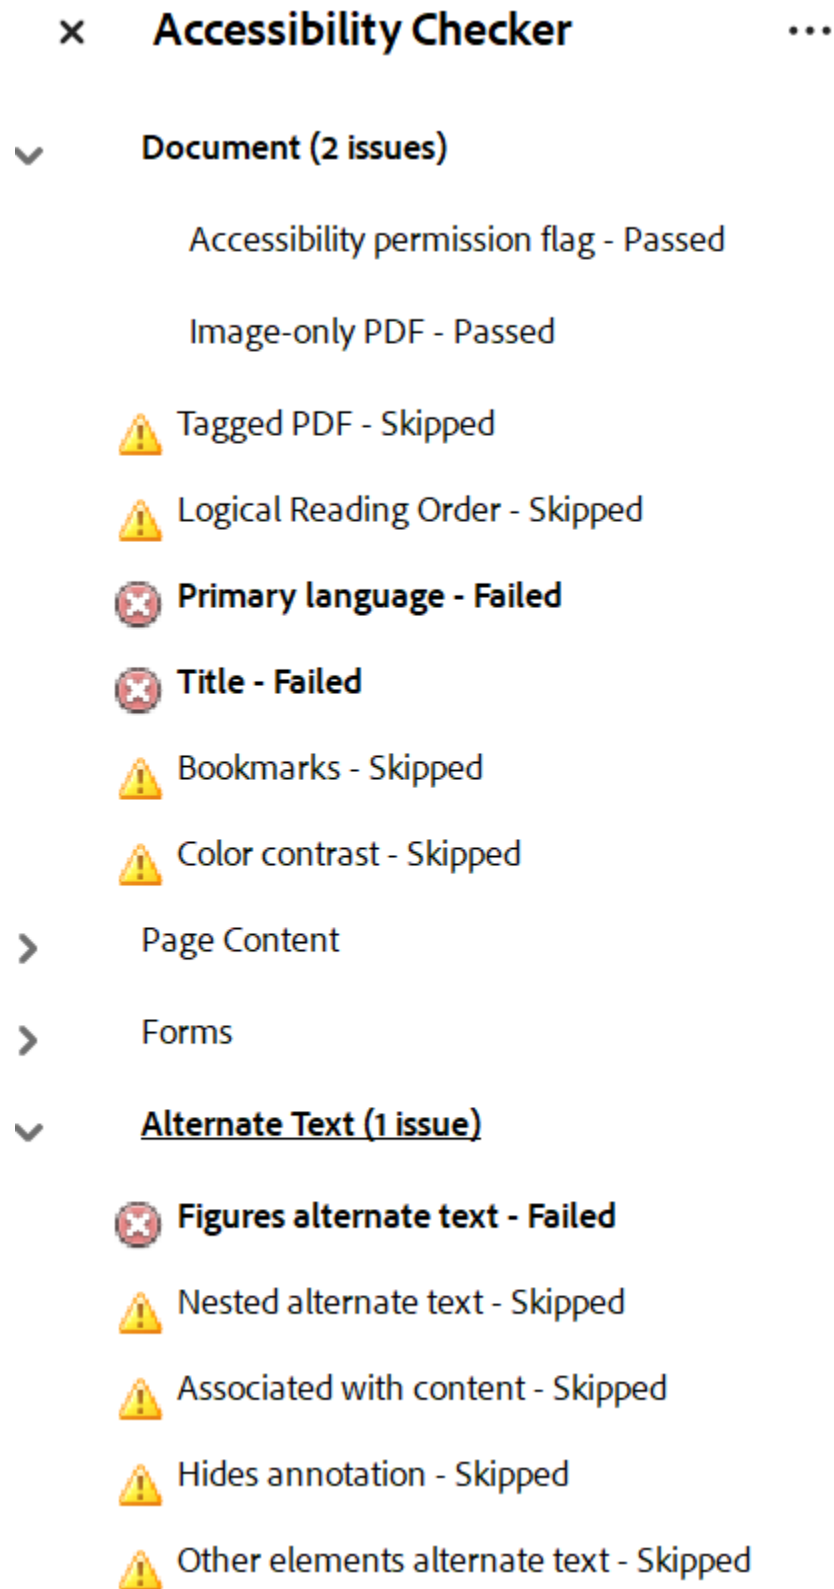 Accessibility Checker
Document (2 issues)
Accessibility permission flag - Passed
Image-only PDF - Passed
Tagged PDF - Skipped
Logical Reading Order - Skipped
Primary language - Failed
Title - Failed
Bookmarks - Skipped
Color contrast - Skipped
Page Content
Forms
Alternate Text (1 issue)
Figures alternate text - Failed
Nested alternate text - Skipped
Associated with content - Skipped
Hides annotation - Skipped
Other elements alternate text - Skipped